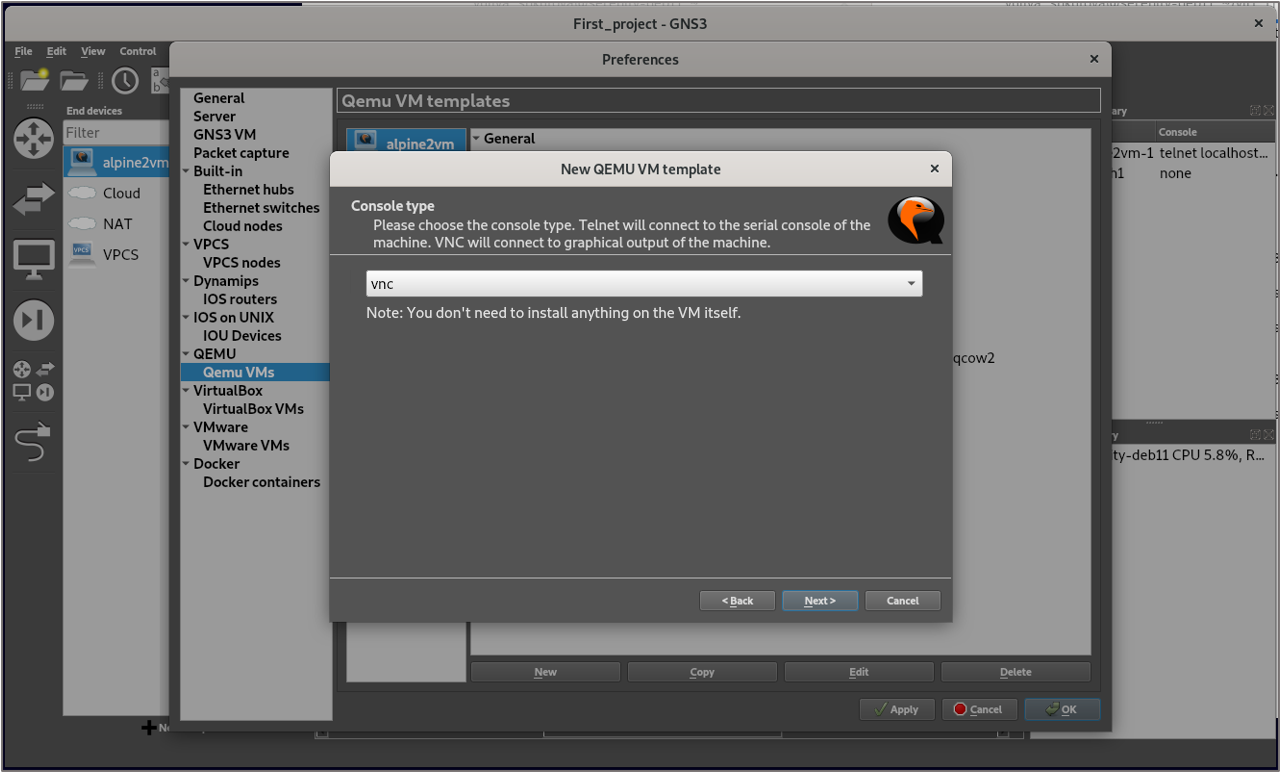 First_project - GNS3
File Edit View Control
Preferences
End devices
Filter
alpine2vm
Cloud
NAT
VPCS
VPCS
General
Server
GNS3 VM
Packet capture
Built-in
Ethernet hubs
Ethernet switches
Cloud nodes
VPCS
VPCS nodes
Dynamips
IOS routers
IOS on UNIX
IOU Devices
QEMU
Qemu VMs
VirtualBox
VirtualBox VMs
VMware
VMware VMs
Docker
Docker containers
Qemu VM templates
alpine2vm
General
qcow2
New QEMU VM template
Console type
Please choose the console type. Telnet will connect to the serial console of the
machine. VNC will connect to graphical output of the machine.
vnc
Note: You don't need to install anything on the VM itself.
< Back Next > Cancel
New Copy Edit Delete
Apply Cancel OK
ary
Console
2vm-1 telnet localhost...
n1 none
y
ty-deb11 CPU 5.8%, R...